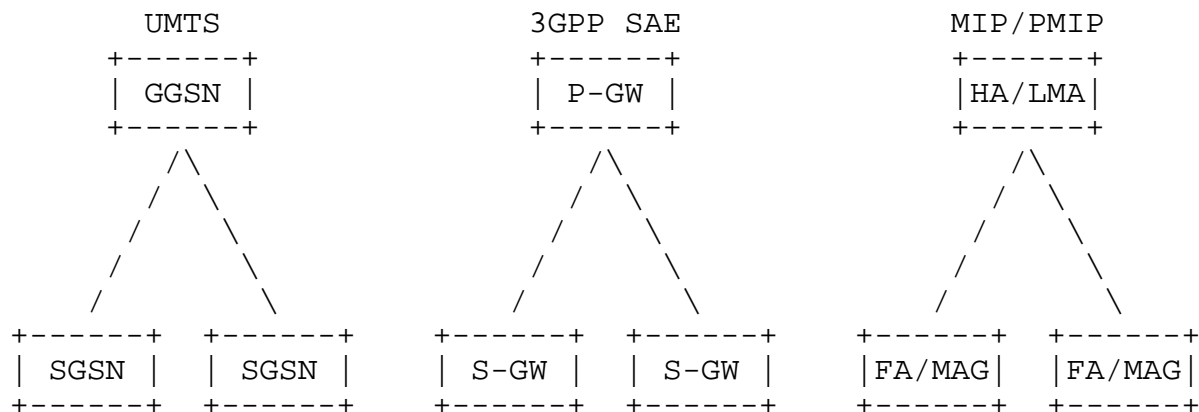 UMTS 3GPP SAE MIP/PMIP
GGSN P-GW HA/LMA
SGSN SGSN S-GW S-GW FA/MAG FA/MAG